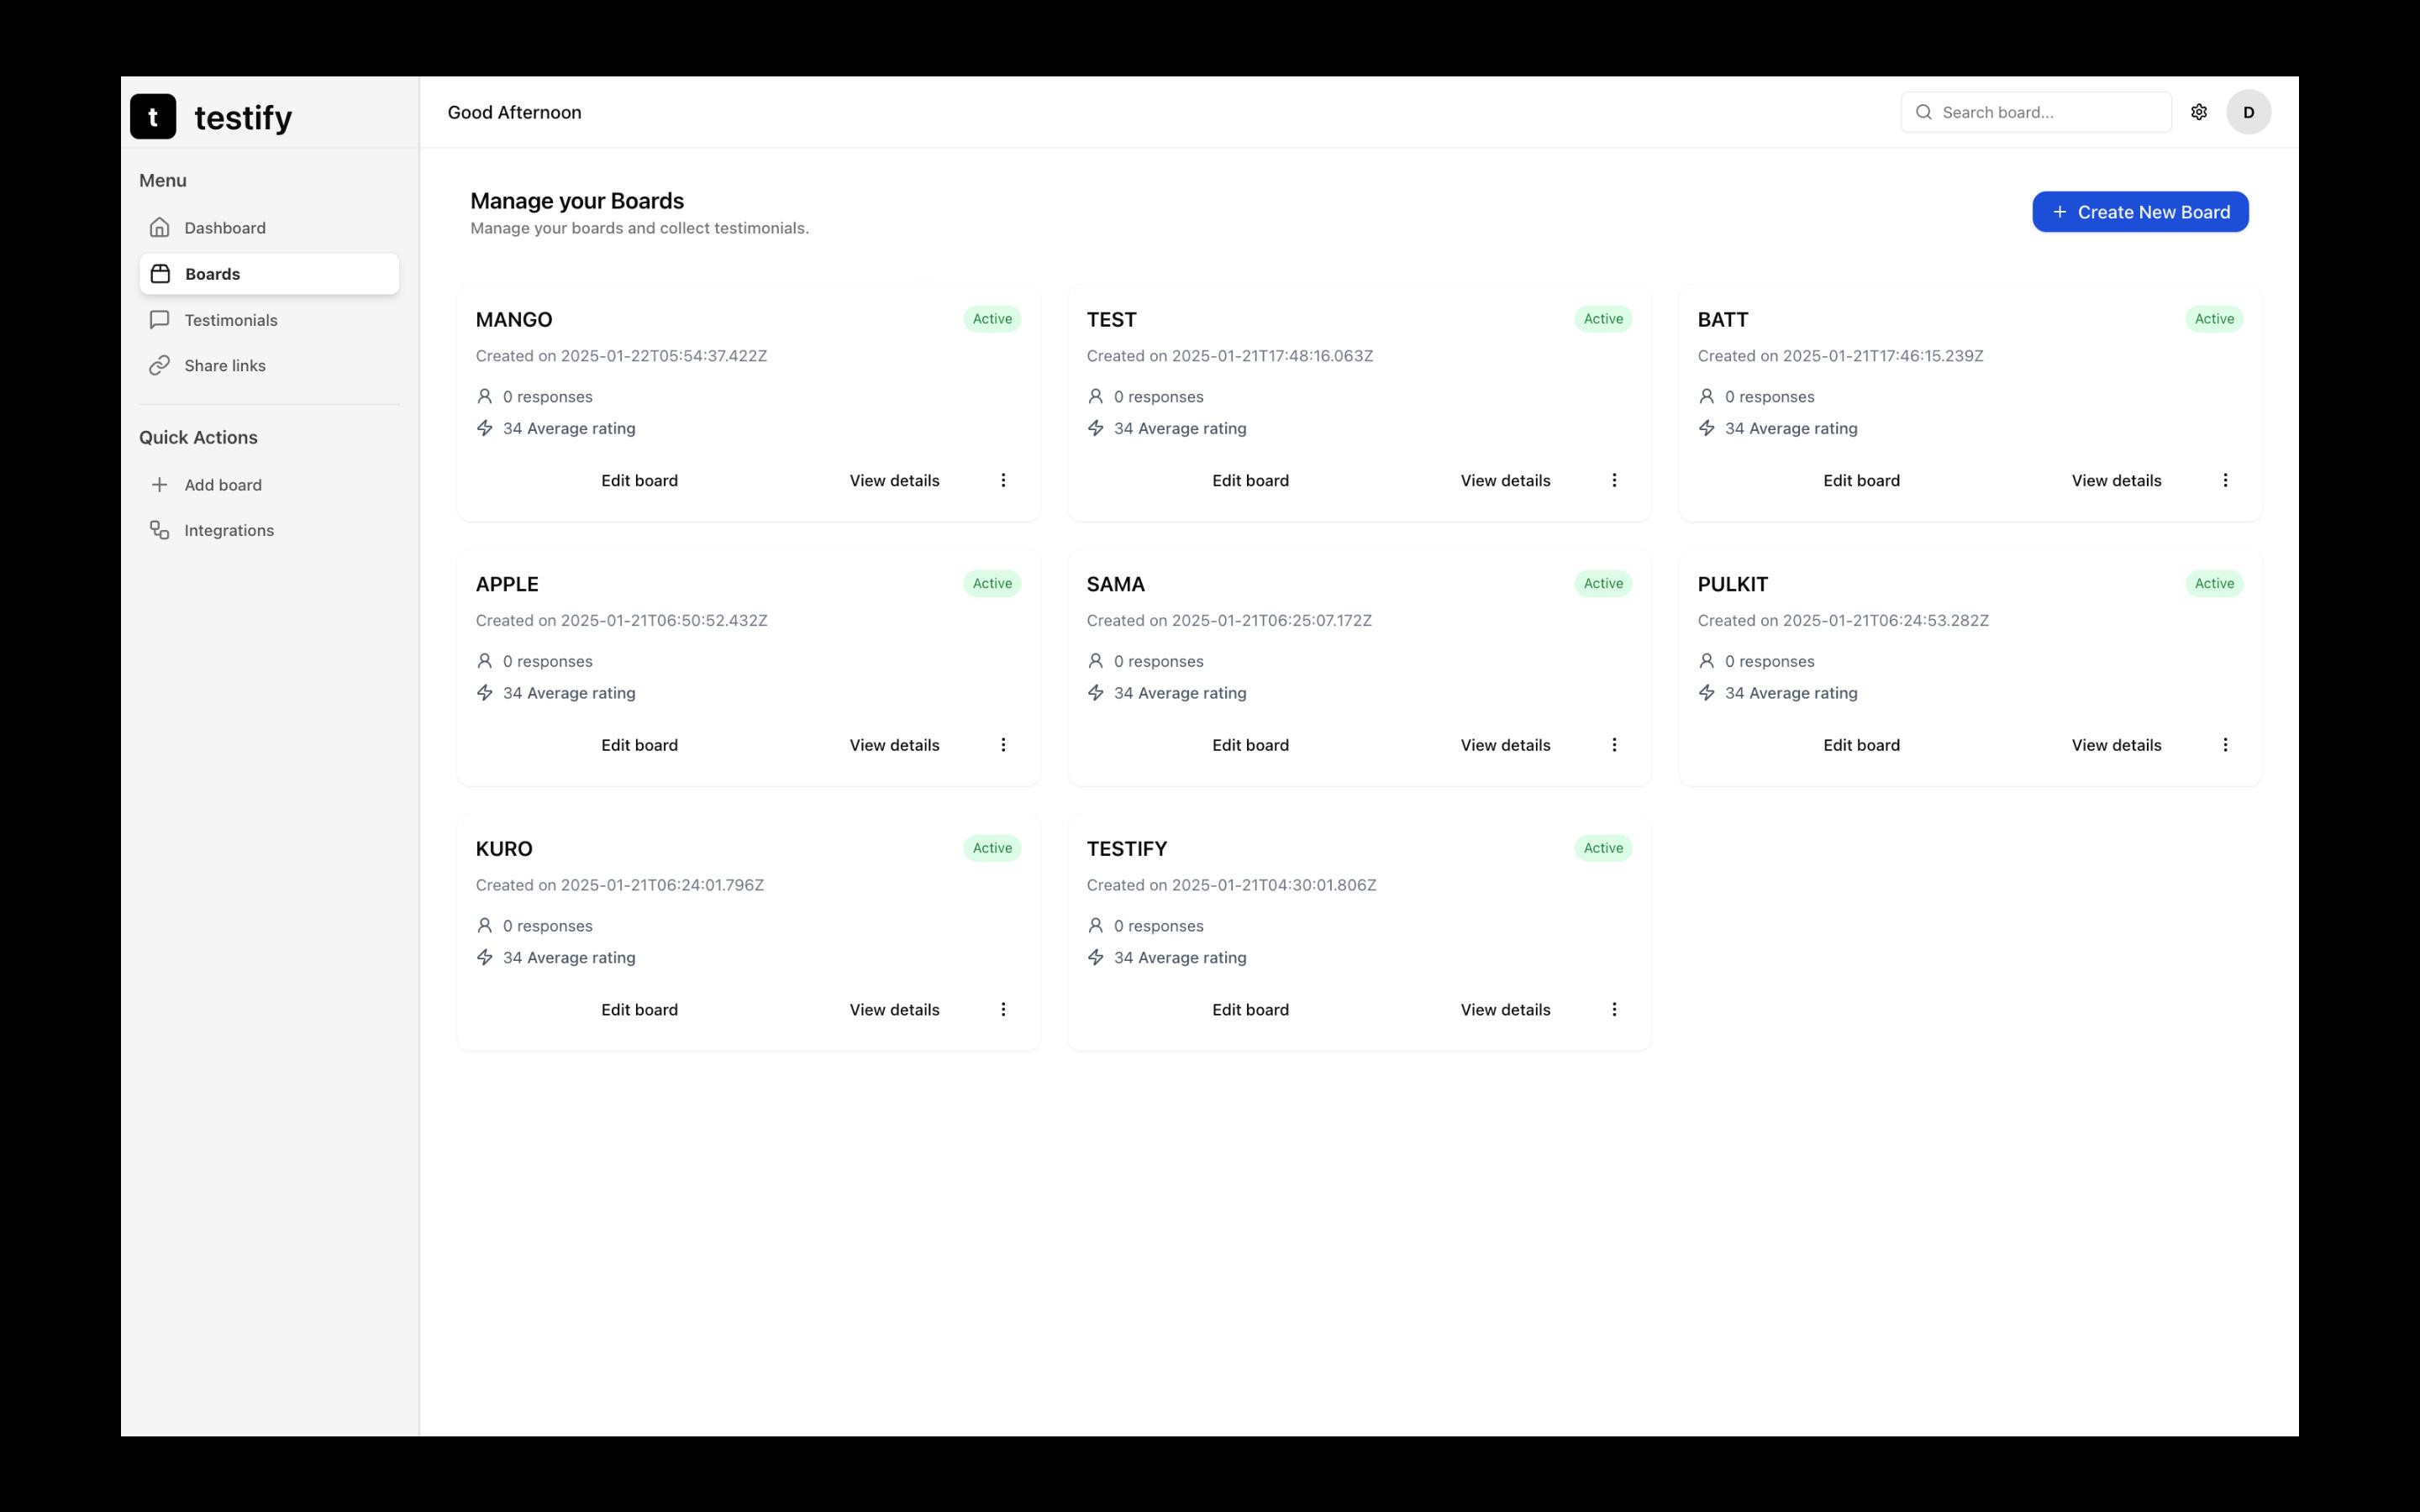 t testify
Good Afternoon
Search board...
D
Menu
Dashboard
Boards
Testimonials
Share links
Quick Actions
Add board
Integrations
Manage your Boards
Manage your boards and collect testimonials.
+ Create New Board
MANGO Active
Created on 2025-01-22T05:54:37.422Z
0 responses
34 Average rating
Edit board View details
TEST Active
Created on 2025-01-21T17:48:16.063Z
0 responses
34 Average rating
Edit board View details
BATT Active
Created on 2025-01-21T17:46:15.239Z
0 responses
34 Average rating
Edit board View details
APPLE Active
Created on 2025-01-21T06:50:52.432Z
0 responses
34 Average rating
Edit board View details
SAMA Active
Created on 2025-01-21T06:25:07.172Z
0 responses
34 Average rating
Edit board View details
PULKIT Active
Created on 2025-01-21T06:24:53.282Z
0 responses
34 Average rating
Edit board View details
KURO Active
Created on 2025-01-21T06:24:01.796Z
0 responses
34 Average rating
Edit board View details
TESTIFY Active
Created on 2025-01-21T04:30:01.806Z
0 responses
34 Average rating
Edit board View details